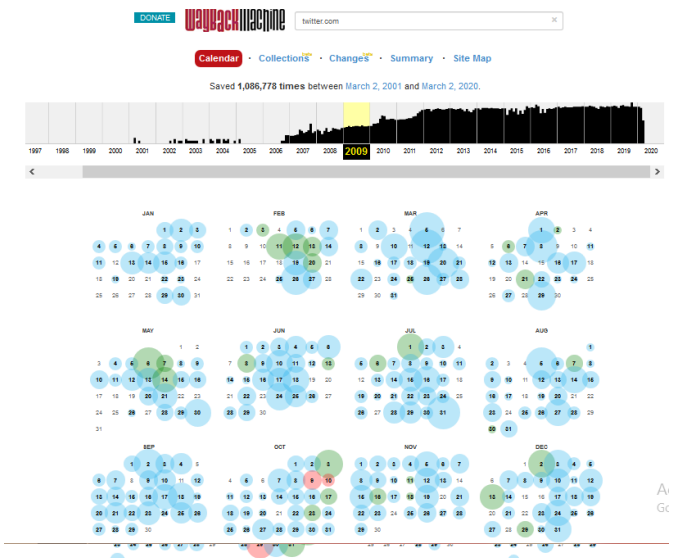 DONATE
WayBackMachine
twitter.com
×
Calendar · Collections Beta · Changes Beta · Summary · Site Map
Saved 1,086,778 times between March 2, 2001 and March 2, 2020.
1997 1998 1999 2000 2001 2002 2003 2004 2005 2006 2007 2008 2009 2010 2011 2012 2013 2014 2015 2016 2017 2018 2019 2020
JAN FEB MAR APR
1 2 3 1 2 3 4 5 6 7 1 2 3 4 5 6 7 1 2 3 4
4 5 6 7 8 9 10 8 9 10 11 12 13 14 8 9 10 11 12 13 14 5 6 7 8 9 10 11
11 12 13 14 15 16 17 15 16 17 18 19 20 21 15 16 17 18 19 20 21 12 13 14 15 16 17 18
18 19 20 21 22 23 24 22 23 24 25 26 27 28 22 23 24 25 26 27 28 19 20 21 22 23 24 25
25 26 27 28 29 30 31 29 30 31 26 27 28 29 30
MAY JUN JUL AUG
1 2 1 2 3 4 5 6 1 2 3 4 1
3 4 5 6 7 8 9 7 8 9 10 11 12 13 5 6 7 8 9 10 11 2 3 4 5 6 7 8
10 11 12 13 14 15 16 14 15 16 17 18 19 20 12 13 14 15 16 17 18 9 10 11 12 13 14 15
17 18 19 20 21 22 23 21 22 23 24 25 26 27 19 20 21 22 23 24 25 16 17 18 19 20 21 22
24 25 26 27 28 29 30 28 29 30 26 27 28 29 30 31 23 24 25 26 27 28 29
31 30 31
SEP OCT NOV DEC
1 2 3 4 5 1 2 3 1 2 3 4 5 6 7 1 2 3 4 5
6 7 8 9 10 11 12 4 5 6 7 8 9 10 8 9 10 11 12 13 14 6 7 8 9 10 11 12
13 14 15 16 17 18 19 11 12 13 14 15 16 17 15 16 17 18 19 20 21 13 14 15 16 17 18 19
20 21 22 23 24 25 26 18 19 20 21 22 23 24 22 23 24 25 26 27 28 20 21 22 23 24 25 26
27 28 29 30 25 26 27 28 29 30 31 29 30 27 28 29 30 31